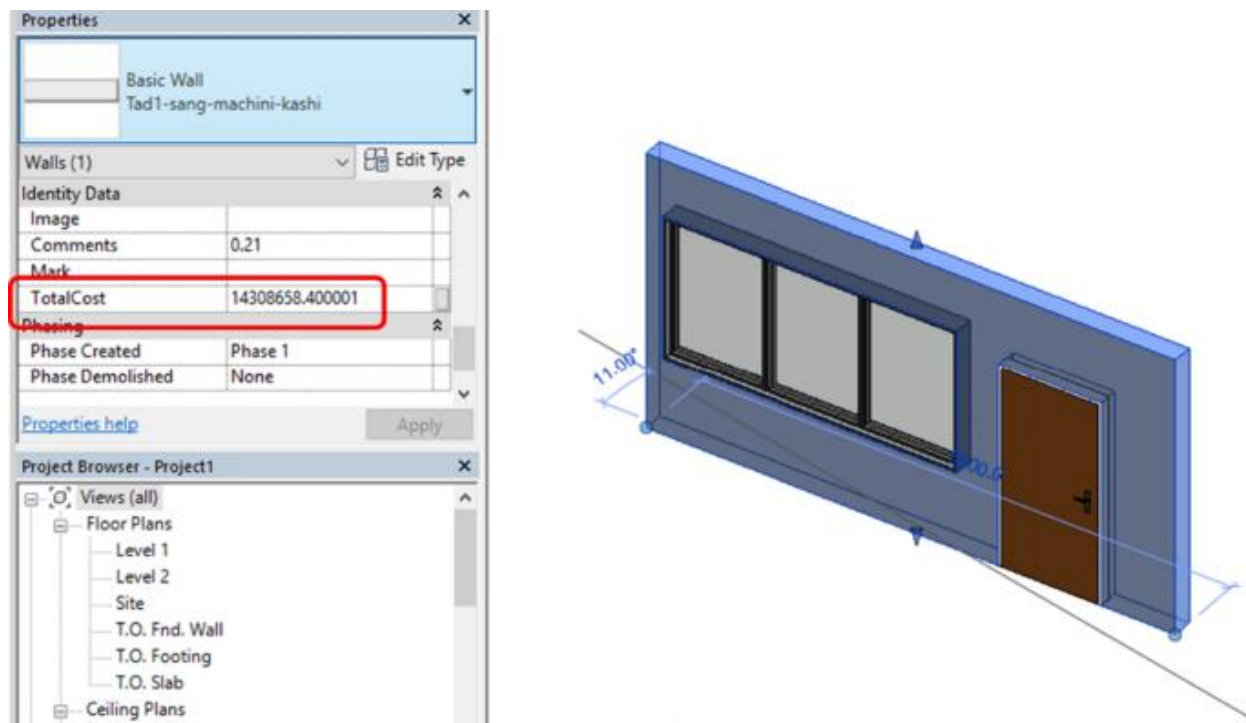 Properties
Basic Wall
Tad1-sang-machini-kashi
Walls (1)
Edit Type
Identity Data
Image
Comments 0.21
Mark
TotalCost 14308658.400001
Phasing
Phase Created Phase 1
Phase Demolished None
Properties help
Apply
Project Browser - Project1
Views (all)
Floor Plans
Level 1
Level 2
Site
T.O. Fnd. Wall
T.O. Footing
T.O. Slab
Ceiling Plans
11.00°